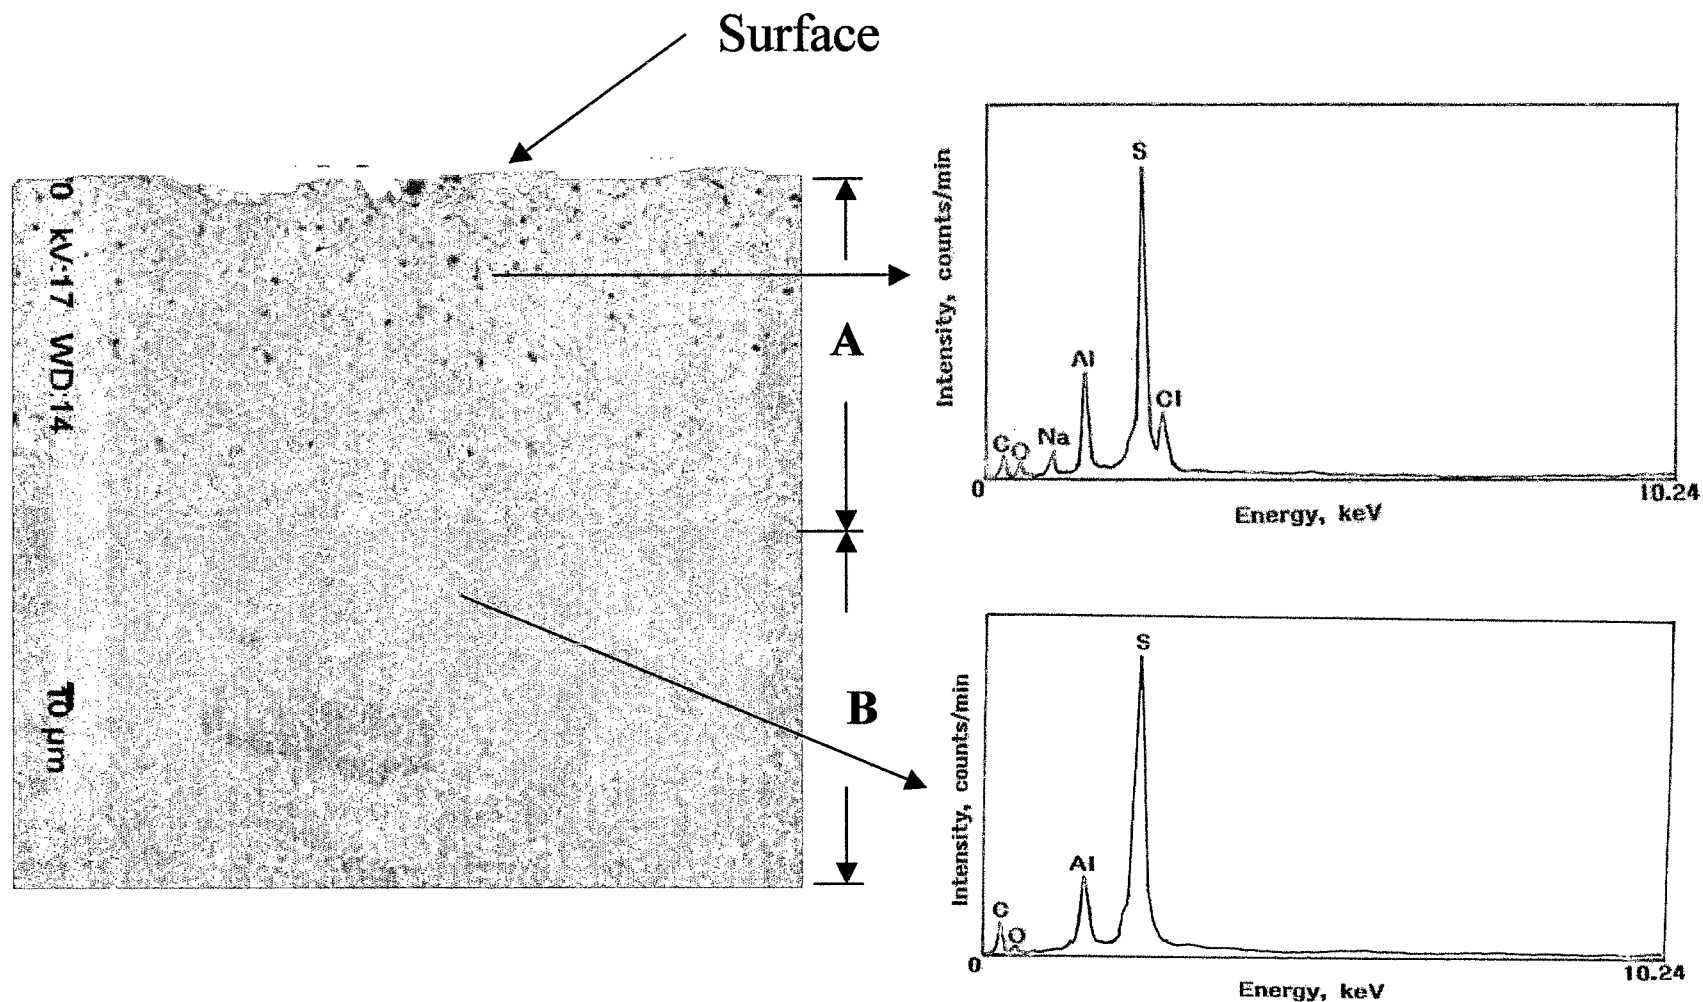 Surface
0 kV:17 WD:14
10 µm
A
B
Intensity, counts/min
S
Al
Cl
Na
C
O
0
10.24
Energy, keV
Intensity, counts/min
S
Al
C
O
0
10.24
Energy, keV